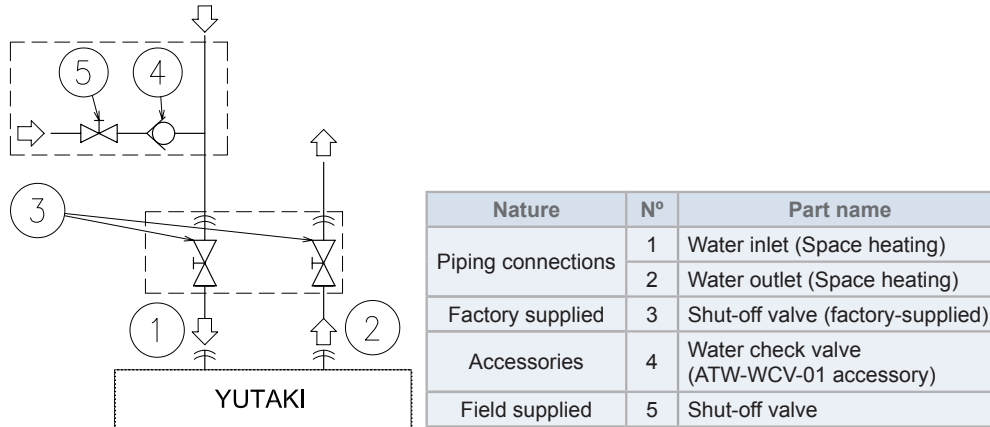 5
4
3
1
2
YUTAKI
Nature Nº Part name
Piping connections 1 Water inlet (Space heating)
2 Water outlet (Space heating)
Factory supplied 3 Shut-off valve (factory-supplied)
Accessories 4 Water check valve
(ATW-WCV-01 accessory)
Field supplied 5 Shut-off valve